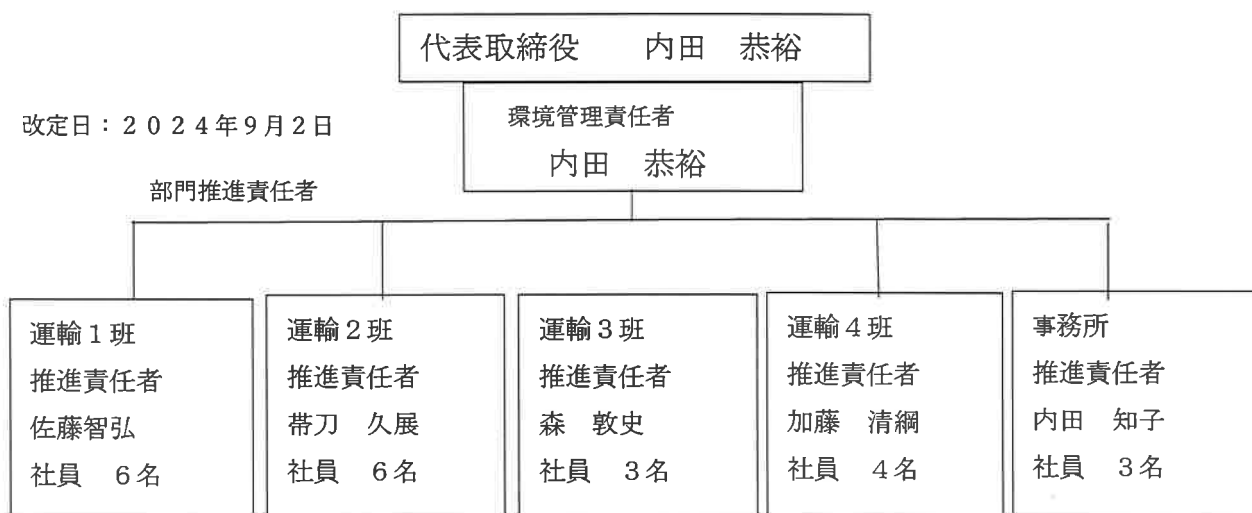 代表取締役　　内田　恭裕
環境管理責任者
内田　恭裕
改定日：２０２４年９月２日
部門推進責任者
運輸１班
推進責任者
佐藤智弘
社員　６名
運輸２班
推進責任者
帯刀　久展
社員　６名
運輸３班
推進責任者
森　敦史
社員　３名
運輸４班
推進責任者
加藤　清綱
社員　４名
事務所
推進責任者
内田　知子
社員　３名